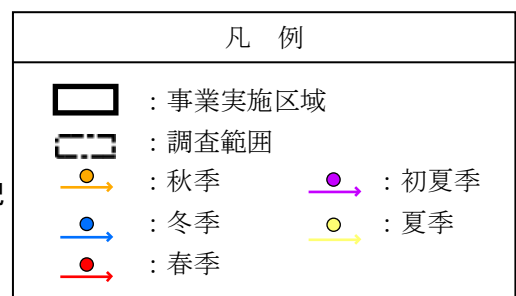 凡 例
：事業実施区域
：調査範囲
：秋季 ：初夏季
：冬季 ：夏季
：春季